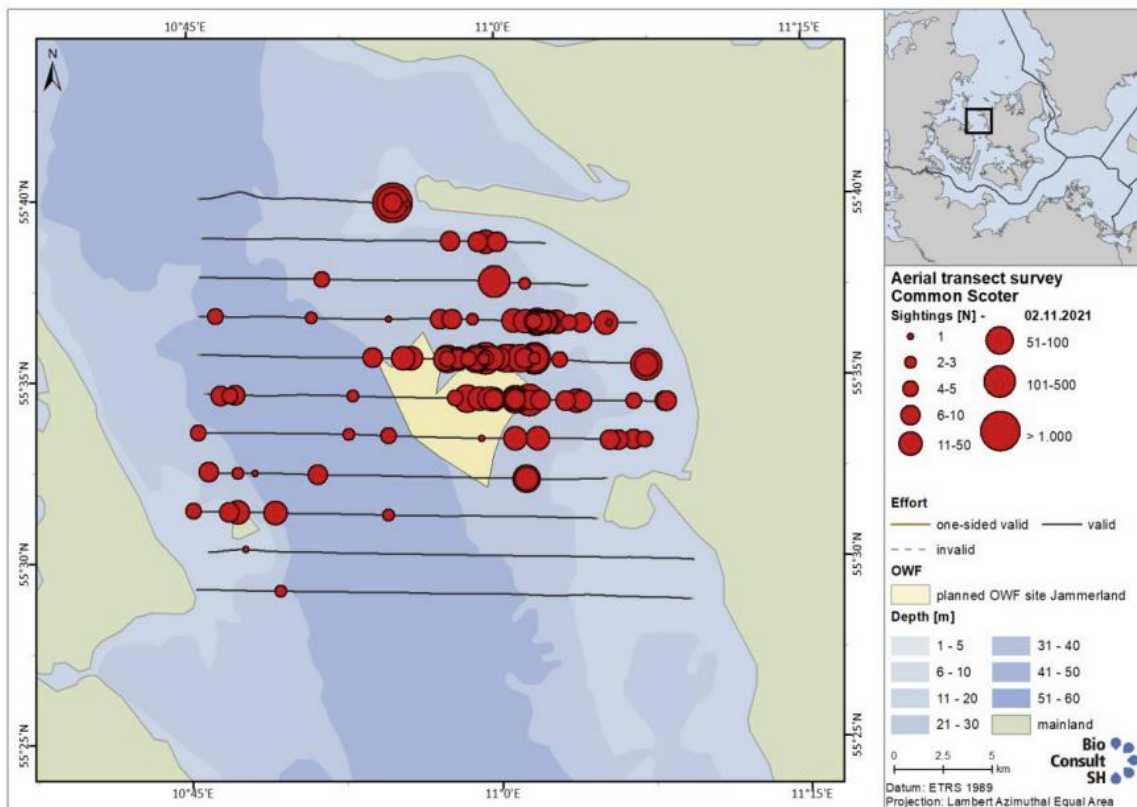 10°45'E 11°0'E 11°15'E
N
55°40'N 55°40'N
55°35'N 55°35'N
55°30'N 55°30'N
55°25'N 55°25'N
10°45'E 11°0'E 11°15'E
Aerial transect survey
Common Scoter
Sightings [N] - 02.11.2021
1
2-3
4-5
6-10
11-50
51-100
101-500
> 1.000
Effort
one-sided valid valid
invalid
OWF
planned OWF site Jammerland
Depth [m]
1 - 5 31 - 40
6 - 10 41 - 50
11 - 20 51 - 60
21 - 30 mainland
0 2.5 5
km
Bio
Consult
SH
Datum: ETRS 1989
Projection: Lambert Azimuthal Equal Area